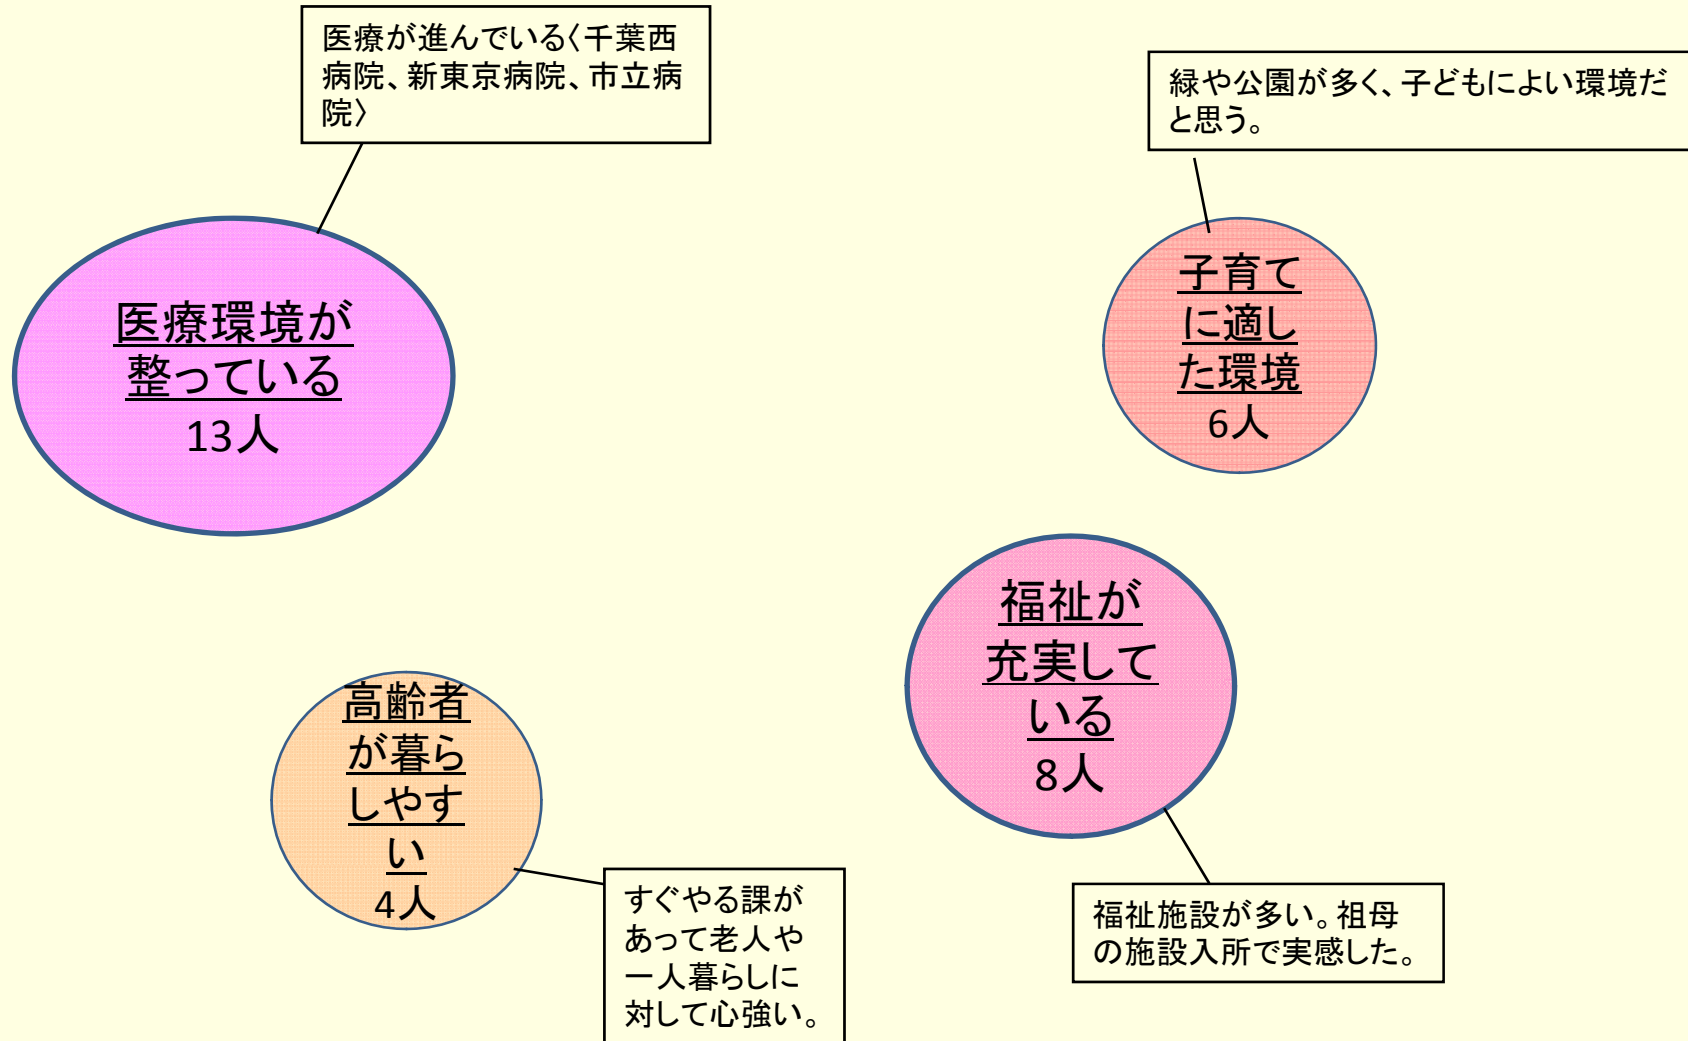 医療が進んでいる〈千葉西
病院、新東京病院、市立病
院〉
緑や公園が多く、子どもによい環境だ
と思う。
医療環境が
整っている
13人
子育て
に適し
た環境
6人
福祉が
充実して
いる
8人
高齢者
が暮ら
しやす
い
4人
すぐやる課が
あって老人や
一人暮らしに
対して心強い。
福祉施設が多い。祖母
の施設入所で実感した。